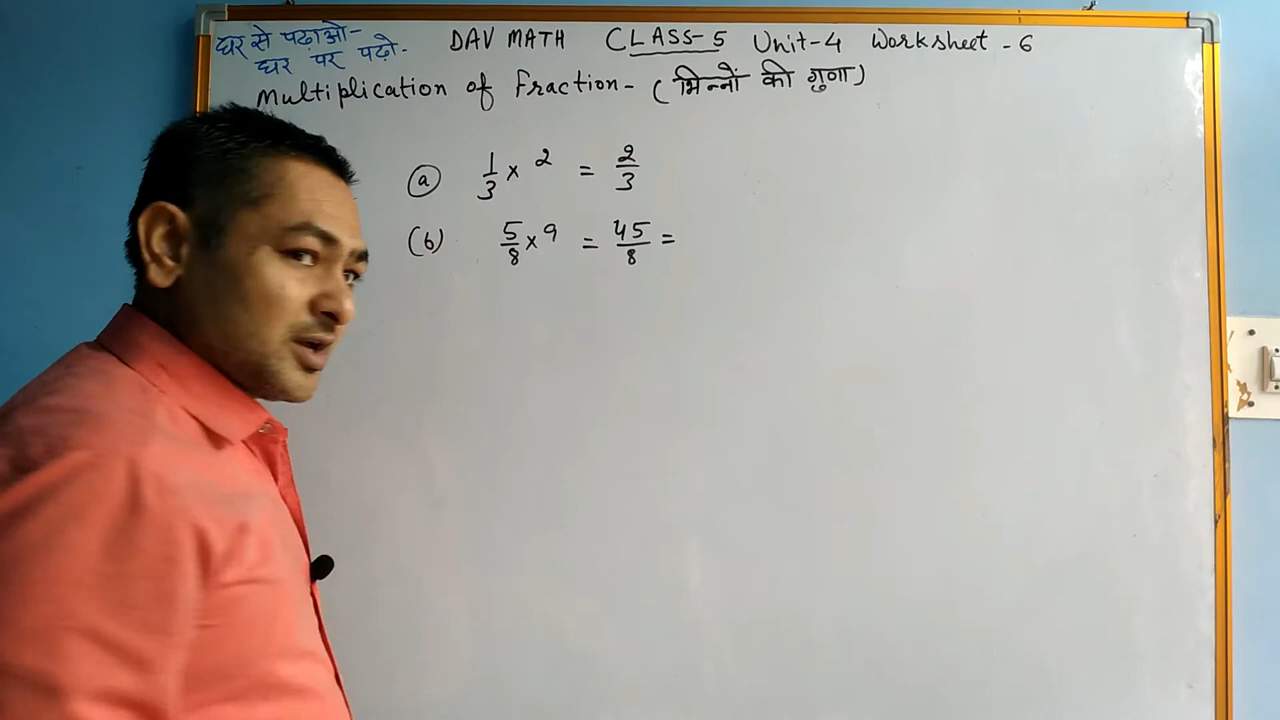 घर से पढ़ाओ-
घर पर पढ़ो-
DAV MATH CLASS-5 Unit-4 Worksheet-6
Multiplication of Fraction- (भिन्नों की गुना)
(a) 1/3 × 2 = 2/3
(b) 5/8 × 9 = 45/8 =